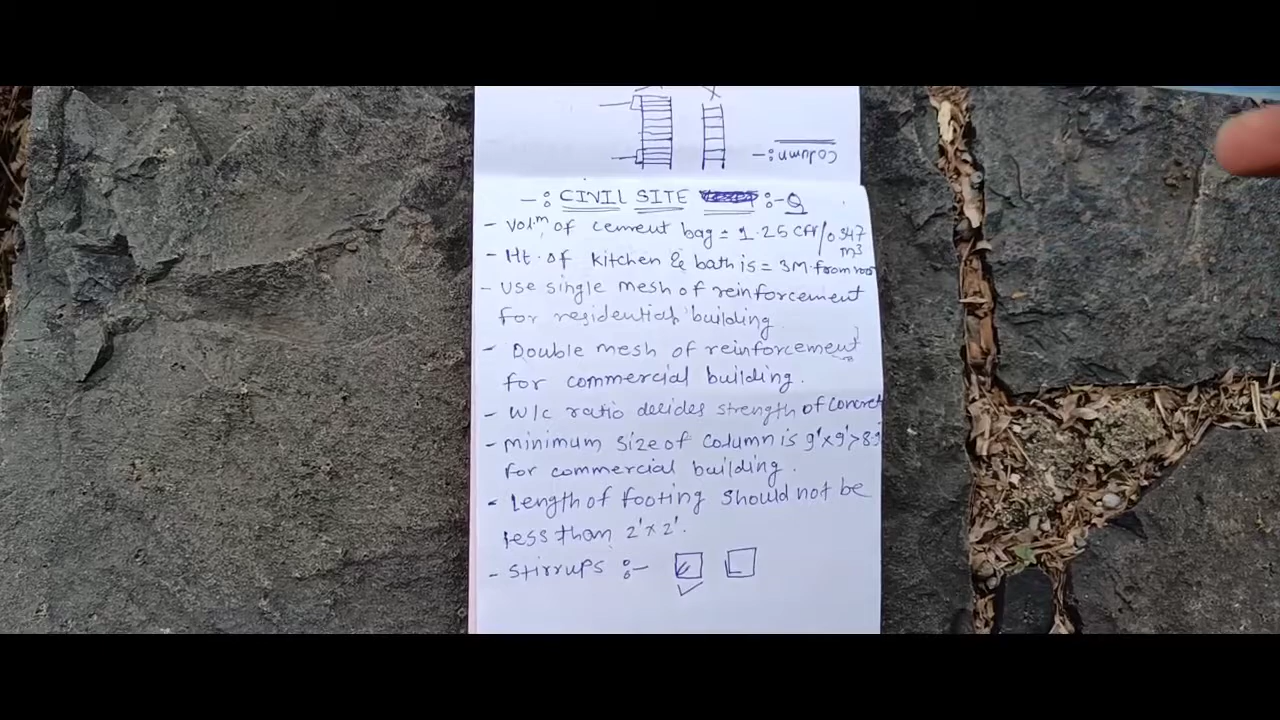 Column :-
-: CIVIL SITE :- Q
- Vol.m of cement bag = 1.25 CFT/0.347 m3
- Ht. of kitchen & bath is = 3M. from
- Use single mesh of reinforcement
for residential building
- Double mesh of reinforcement
for commercial building.
- W/c ratio decides strength of concret
- minimum size of column is 9'x9'>8.9'
for commercial building.
- Length of footing should not be
less than 2'x2'.
- Stirrups :-